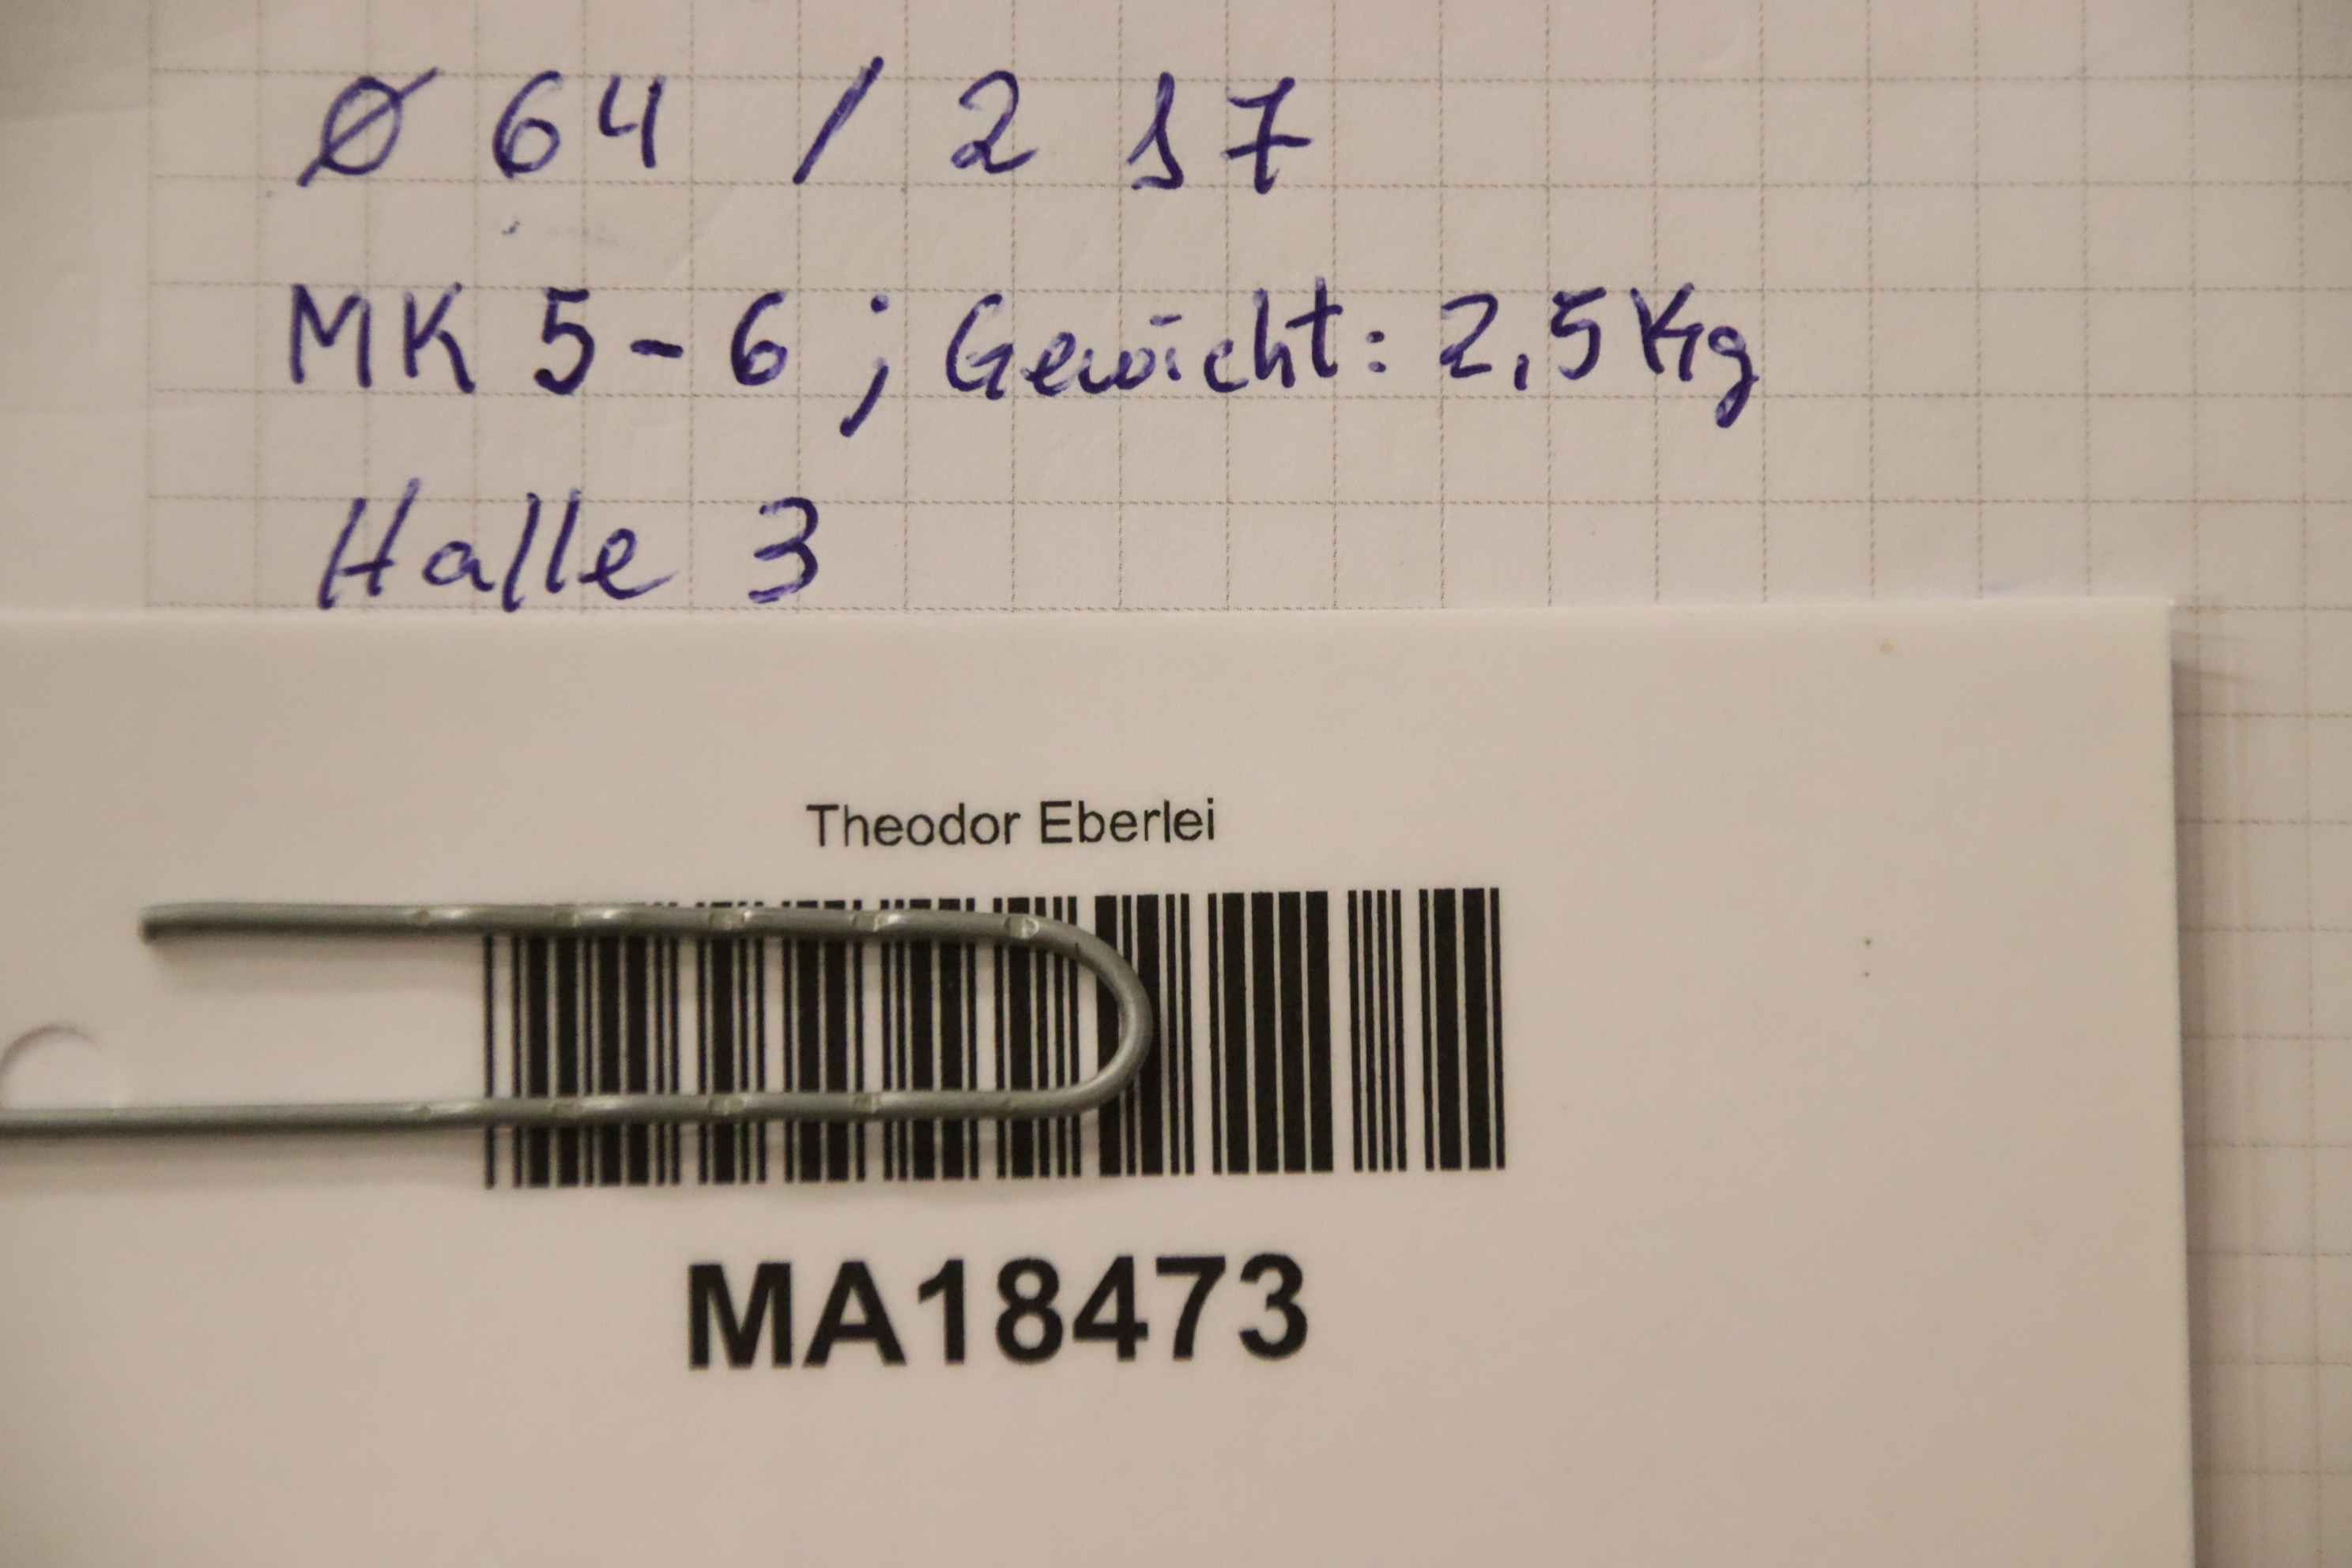 Ø 64 / 2 17
MK 5-6 ; Gewicht: 2,5 Kg
Halle 3
Theodor Eberlei
MA18473